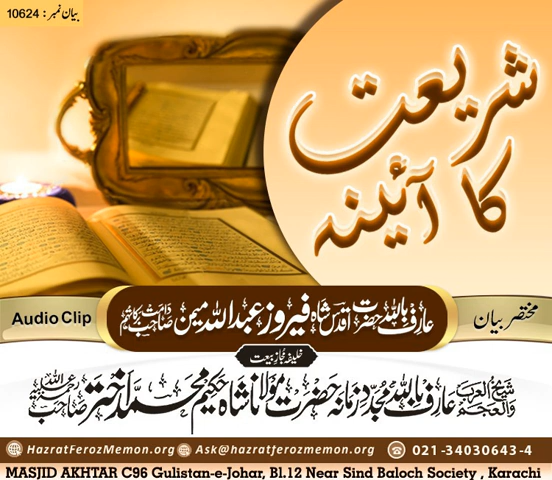 بیان نمبر : 10624
شریعت
کا آئینہ
مختصر بیان
عارف باللہ حضرت اقدس شاہ فیروز عبداللہ میمن صاحب دامت برکاتہم
Audio Clip
خلیفہ مجاز بیعت
شیخ العرب والعجم عارف باللہ مجدد زمانہ حضرت مولانا شاہ حکیم محمد اختر صاحب رحمۃ اللہ علیہ
HazratFerozMemon.org Ask@hazratferozmemon.org 021-34030643-4
MASJID AKHTAR C96 Gulistan-e-Johar, Bl.12 Near Sind Baloch Society , Karachi